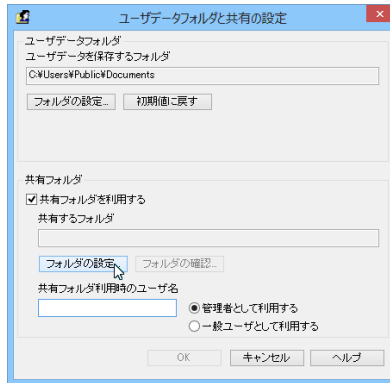 ユーザデータフォルダと共有の設定
ユーザデータフォルダ
ユーザデータを保存するフォルダ
C:¥Users¥Public¥Documents
フォルダの設定... 初期値に戻す
共有フォルダ
共有フォルダを利用する
共有するフォルダ
フォルダの設定... フォルダの確認...
共有フォルダ利用時のユーザ名
管理者として利用する
一般ユーザとして利用する
OK キャンセル ヘルプ